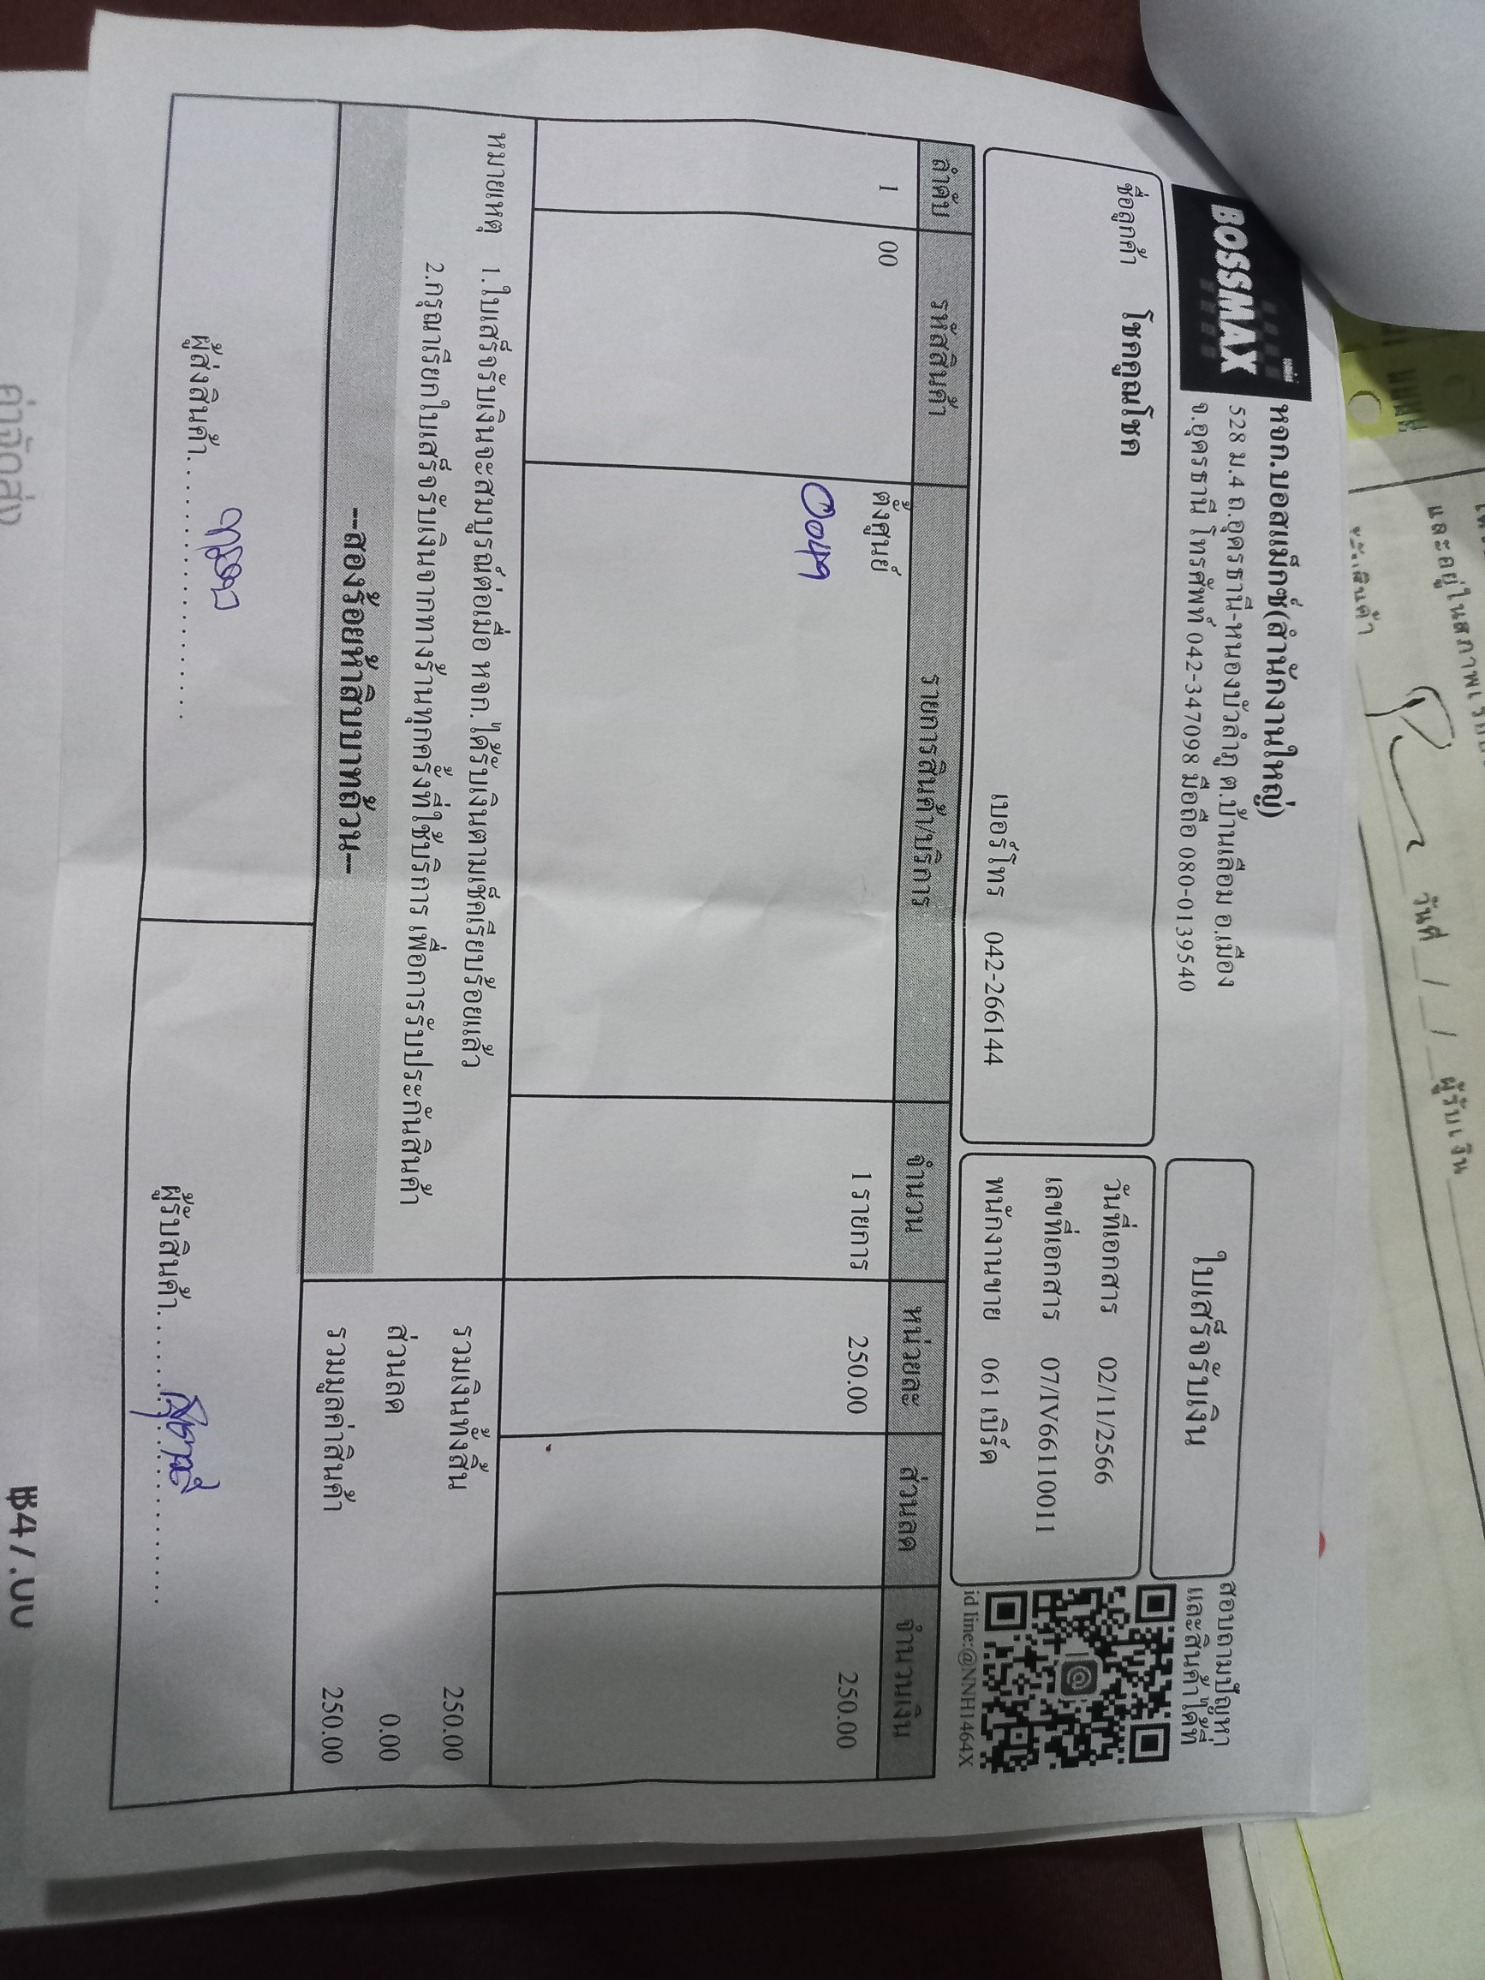 BOSSMAX
หจก.บอสแม็กซ์(สำนักงานใหญ่)
528 ม.4 ถ.อุดรธานี-หนองบัวลำภู ต.บ้านเลื่อม อ.เมือง
จ.อุดรธานี โทรศัพท์ 042-347098 มือถือ 080-0139540
ใบเสร็จรับเงิน
สอบถามปัญหา
และสินค้าได้ที่
id line:@NNH1464X
ชื่อลูกค้า โชคคูณโชค
เบอร์โทร 042-266144
วันที่เอกสาร 02/11/2566
เลขที่เอกสาร 07/IV66110011
พนักงานขาย 061 เบิร์ด
ลำดับ รหัสสินค้า รายการสินค้า/บริการ จำนวน หน่วยละ ส่วนลด จำนวนเงิน
1 00 ตั้งศูนย์ 1 รายการ 250.00 250.00
หมายเหตุ 1.ใบเสร็จรับเงินจะสมบูรณ์ต่อเมื่อ หจก.ได้รับเงินตามเช็คเรียบร้อยแล้ว
2.กรุณาเรียกใบเสร็จรับเงินจากทางร้านทุกครั้งที่ใช้บริการ เพื่อการรับประกันสินค้า
รวมเงินทั้งสิ้น 250.00
ส่วนลด 0.00
--สองร้อยห้าสิบบาทถ้วน-- รวมมูลค่าสินค้า 250.00
ผู้ส่งสินค้า
ผู้รับสินค้า
และอยู่ในสภาพเรียบ
วันที่ / / ผู้รับเงิน
ค่าจัดส่ง